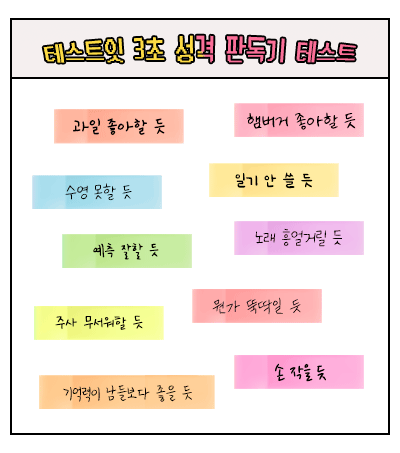 테스트잇 3초 성격 판독기 테스트
과일 좋아할 듯
햄버거 좋아할 듯
수영 못할 듯
일기 안 쓸 듯
예측 잘할 듯
노래 흥얼거릴 듯
뭔가 뚝딱일 듯
주사 무서워할 듯
손 작을 듯
기억력이 남들보다 좋을 듯